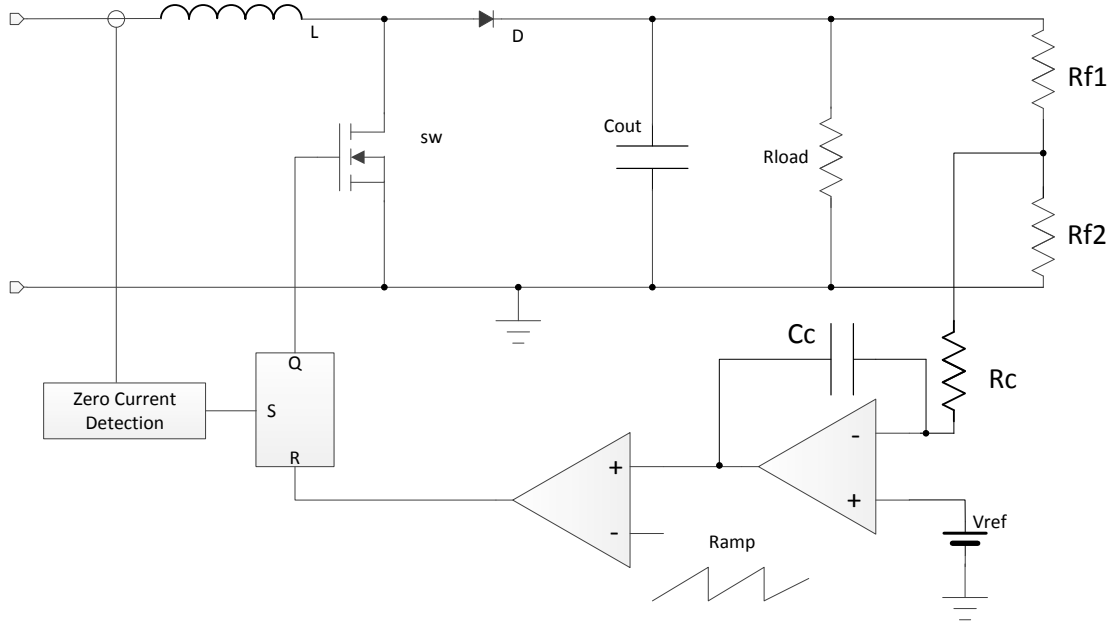 L
D
sw
Cout
Rload
Rf1
Rf2
Cc
Rc
Q
S
R
Zero Current
Detection
+
-
-
+
Vref
Ramp